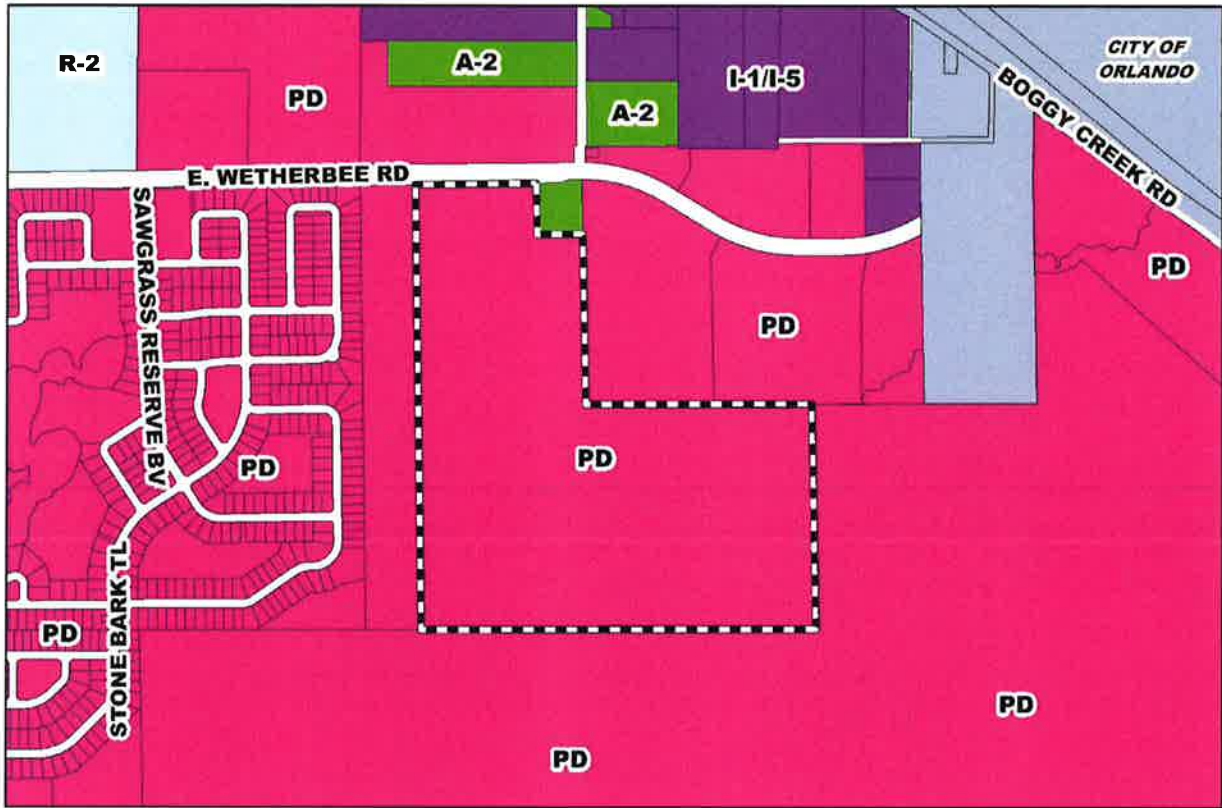 R-2
PD
A-2
A-2
I-1/I-5
CITY OF
ORLANDO
BOGGY CREEK RD
E. WETHERBEE RD
SAWGRASS RESERVE BV
PD
PD
PD
PD
STONE BARK TL
PD
PD
PD